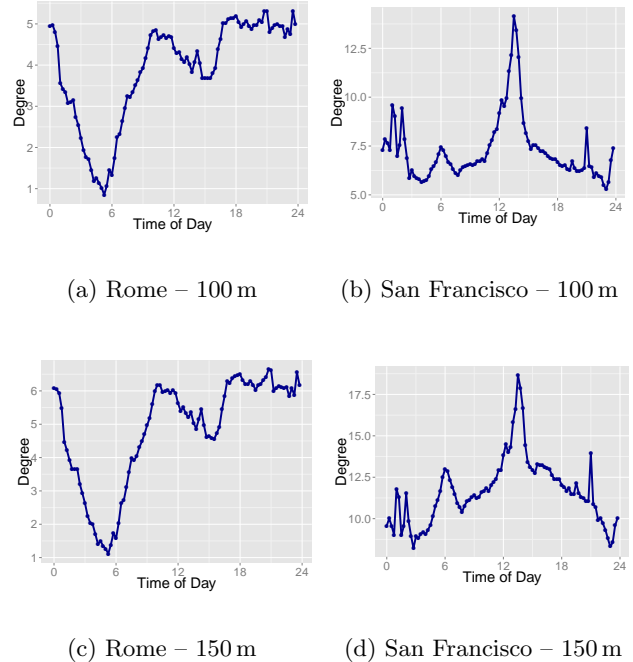 5
4
3
2
1
Degree
0 6 12 18 24
Time of Day
(a) Rome – 100 m
12.5
10.0
7.5
5.0
Degree
0 6 12 18 24
Time of Day
(b) San Francisco – 100 m
6
5
4
3
2
1
Degree
0 6 12 18 24
Time of Day
(c) Rome – 150 m
17.5
15.0
12.5
10.0
Degree
0 6 12 18 24
Time of Day
(d) San Francisco – 150 m